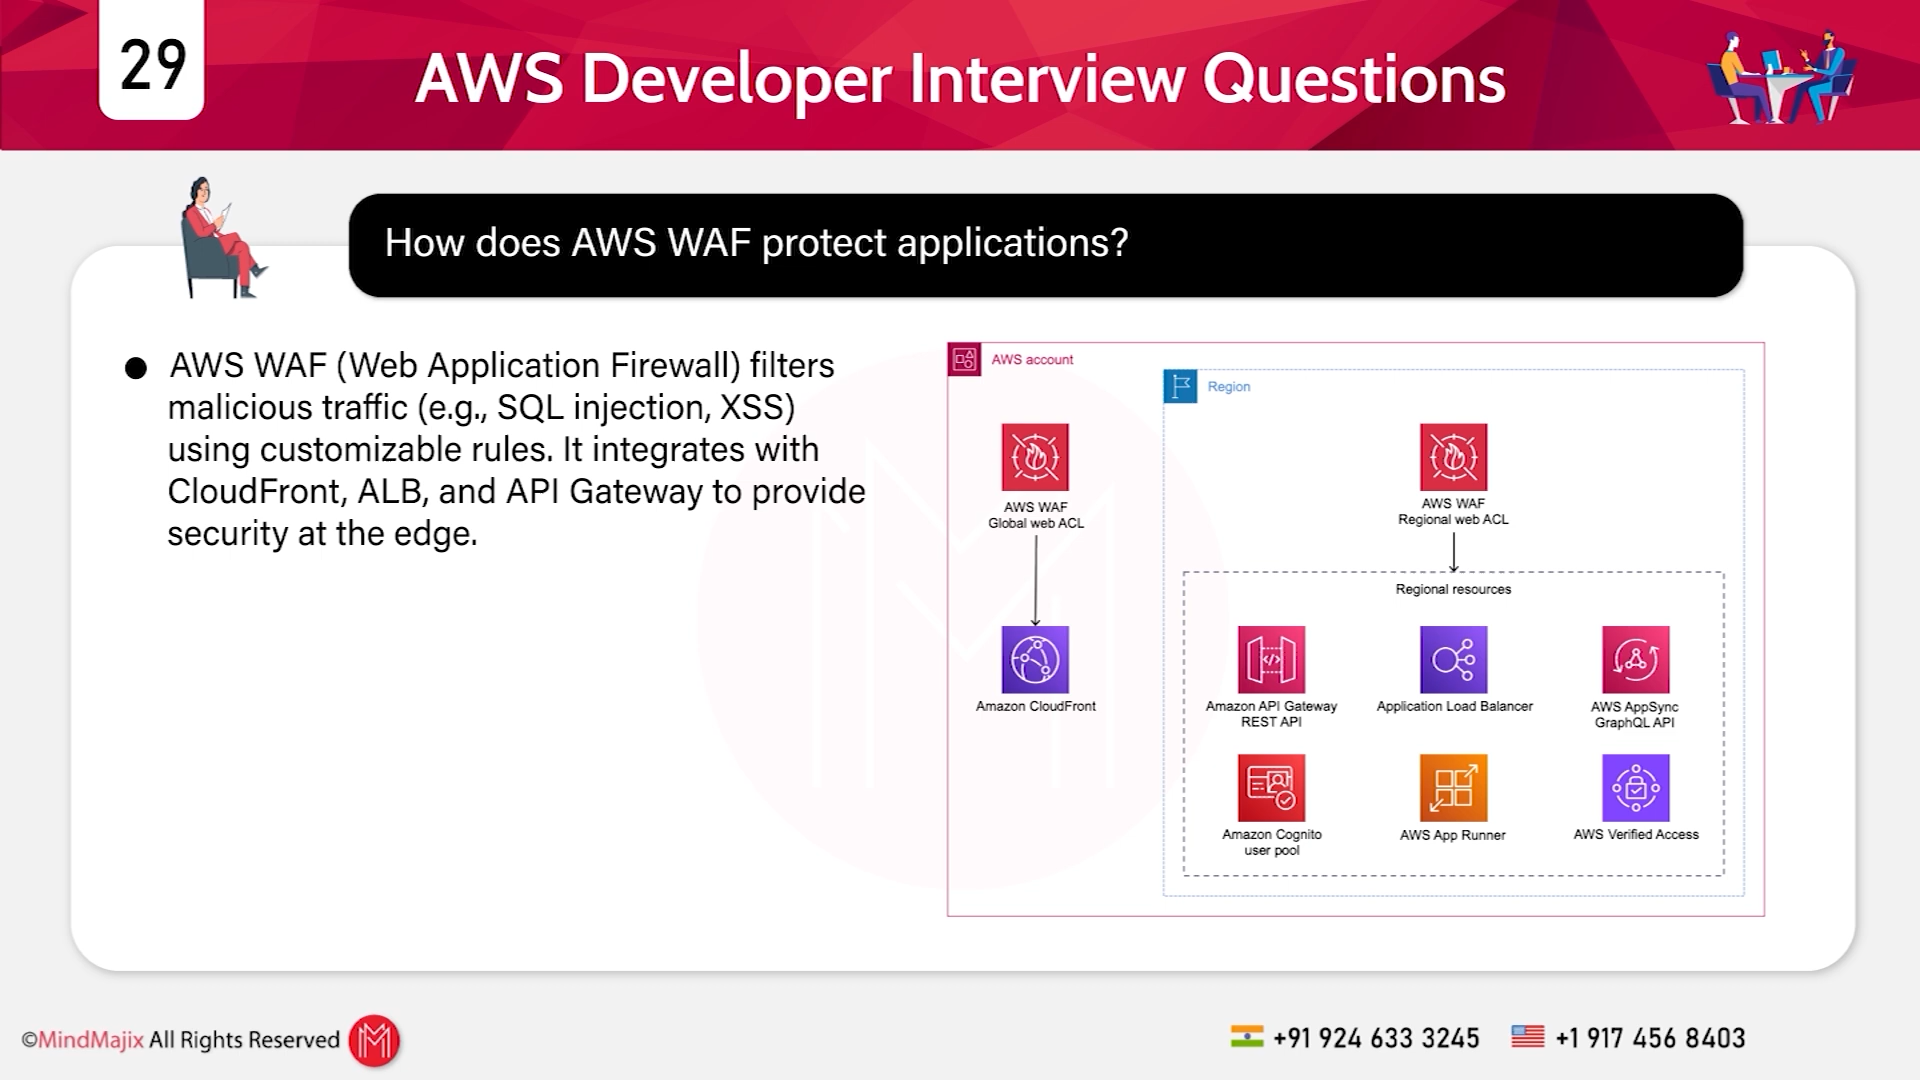 29
AWS Developer Interview Questions
How does AWS WAF protect applications?
● AWS WAF (Web Application Firewall) filters
malicious traffic (e.g., SQL injection, XSS)
using customizable rules. It integrates with
CloudFront, ALB, and API Gateway to provide
security at the edge.
AWS account
Region
AWS WAF
Global web ACL
AWS WAF
Regional web ACL
Regional resources
Amazon CloudFront
Amazon API Gateway
REST API
Application Load Balancer
AWS AppSync
GraphQL API
Amazon Cognito
user pool
AWS App Runner
AWS Verified Access
©MindMajix All Rights Reserved
+91 924 633 3245
+1 917 456 8403